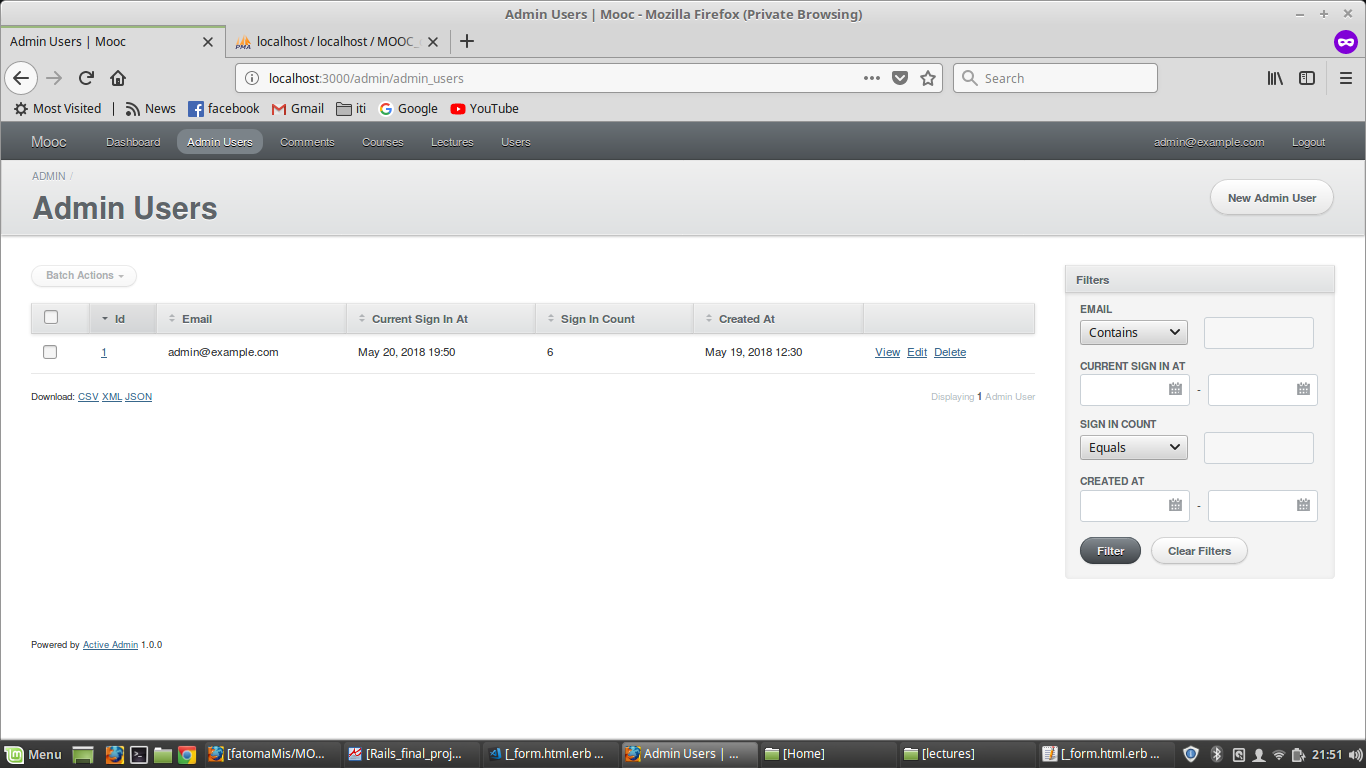 Admin Users | Mooc - Mozilla Firefox (Private Browsing)
Admin Users | Mooc
PMA localhost / localhost / MOOC_
localhost:3000/admin/admin_users
Search
Most Visited News facebook Gmail iti Google YouTube
Mooc Dashboard Admin Users Comments Courses Lectures Users admin@example.com Logout
ADMIN /
Admin Users
New Admin User
Batch Actions
Id Email Current Sign In At Sign In Count Created At
1 admin@example.com May 20, 2018 19:50 6 May 19, 2018 12:30 View Edit Delete
Download: CSV XML JSON
Displaying 1 Admin User
Filters
EMAIL
Contains
CURRENT SIGN IN AT
-
SIGN IN COUNT
Equals
CREATED AT
-
Filter Clear Filters
Powered by Active Admin 1.0.0
Menu [fatomaMis/MO... [Rails_final_proj... [_form.html.erb ... Admin Users | ... [Home] [lectures] [_form.html.erb ... 21:51